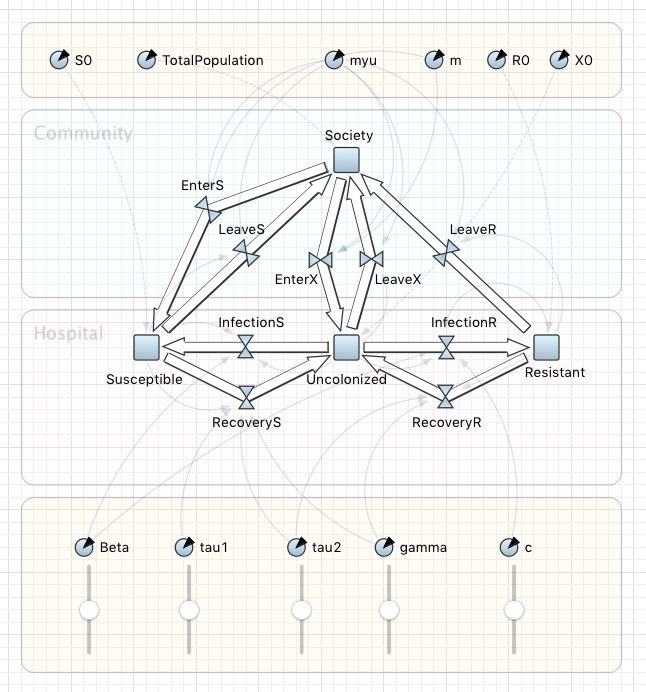 S0
TotalPopulation
myu
m
R0
X0
Community
Society
EnterS
LeaveS
LeaveR
EnterX
LeaveX
Hospital
InfectionS
InfectionR
Susceptible
Uncolonized
Resistant
RecoveryS
RecoveryR
Beta
tau1
tau2
gamma
c